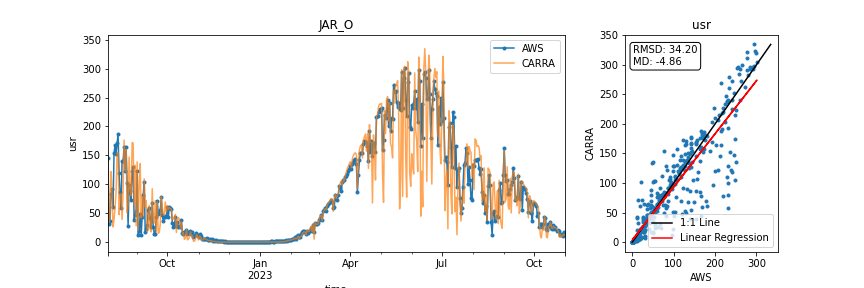 JAR_O
usr
350
300
250
200
150
100
50
0
usr
AWS
CARRA
Oct
Jan
2023
Apr
Jul
Oct
time
usr
350
300
250
200
150
100
50
0
CARRA
RMSD: 34.20
MD: -4.86
1:1 Line
Linear Regression
0
100
200
300
AWS